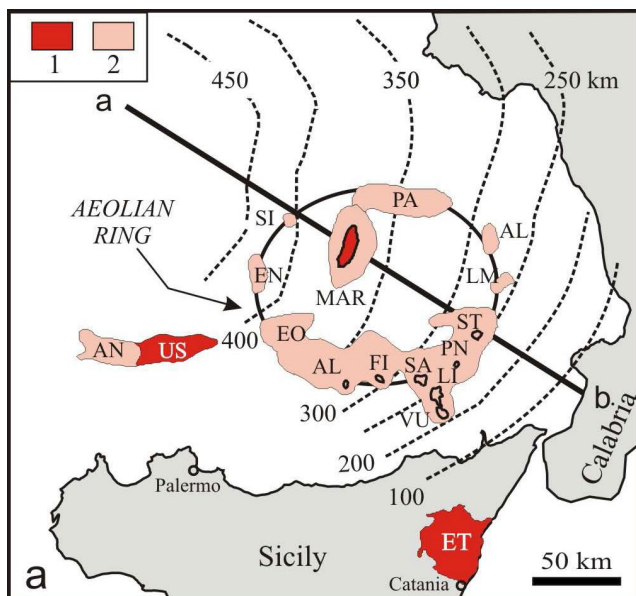 1 2
450 350 250 km
a
AEOLIAN
RING
SI
PA
AL
EN
MAR
LM
EO
ST
AN US
400
AL FI SA PN
LI
VU
b
300
200
100
Calabria
Palermo
Sicily
ET
Catania
50 km
a